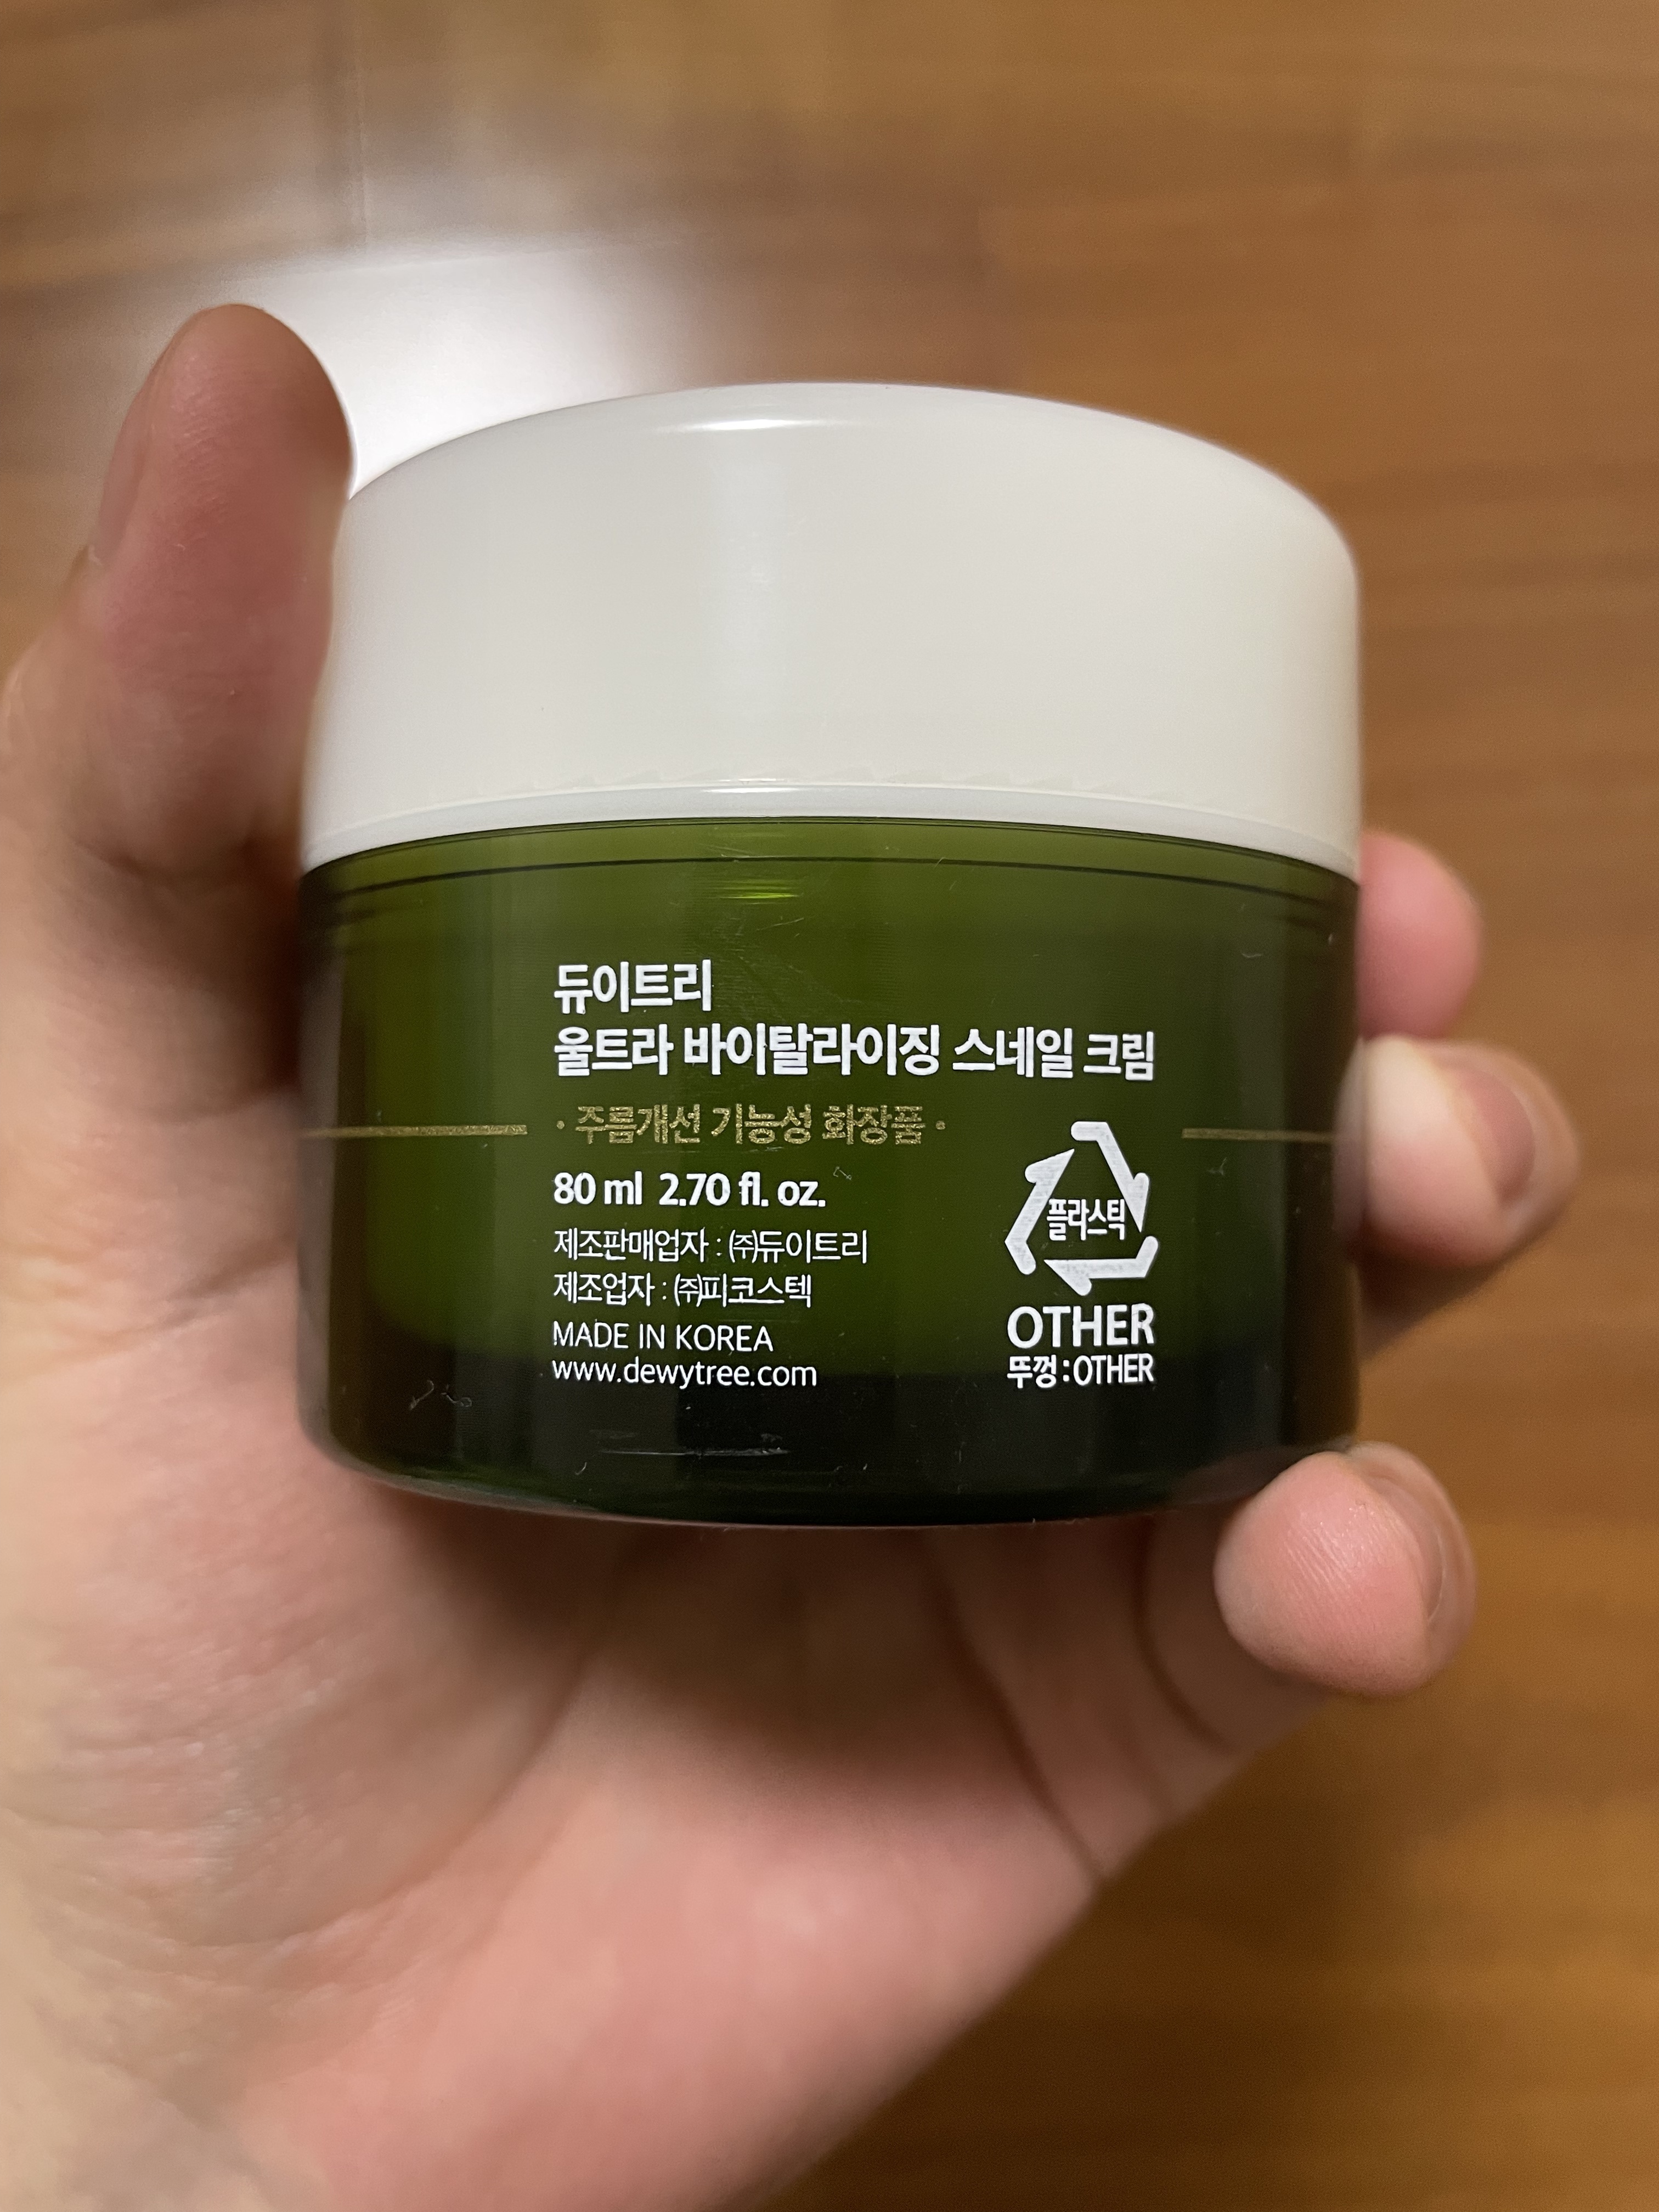 듀이트리
울트라 바이탈라이징 스네일 크림
· 주름개선 기능성 화장품 ·
80 ml 2.70 fl. oz.
제조판매업자 : ㈜듀이트리
제조업자 : ㈜피코스텍
MADE IN KOREA
www.dewytree.com
플라스틱
OTHER
뚜껑 : OTHER